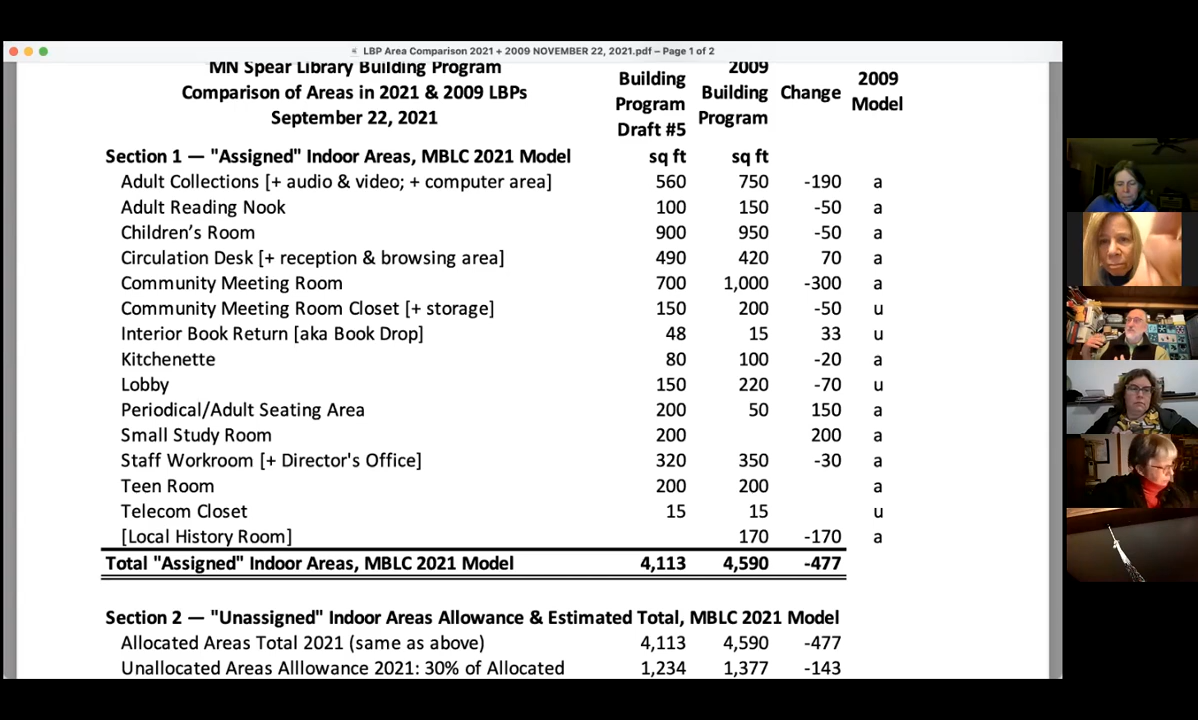 LBP Area Comparison 2021 + 2009 NOVEMBER 22, 2021.pdf – Page 1 of 2
MN Spear Library Building Program
Comparison of Areas in 2021 & 2009 LBPs
September 22, 2021
Building Program Draft #5
2009 Building Program
Change
2009 Model
Section 1 — "Assigned" Indoor Areas, MBLC 2021 Model sq ft sq ft
Adult Collections [+ audio & video; + computer area] 560 750 -190 a
Adult Reading Nook 100 150 -50 a
Children’s Room 900 950 -50 a
Circulation Desk [+ reception & browsing area] 490 420 70 a
Community Meeting Room 700 1,000 -300 a
Community Meeting Room Closet [+ storage] 150 200 -50 u
Interior Book Return [aka Book Drop] 48 15 33 u
Kitchenette 80 100 -20 a
Lobby 150 220 -70 u
Periodical/Adult Seating Area 200 50 150 a
Small Study Room 200 200 a
Staff Workroom [+ Director's Office] 320 350 -30 a
Teen Room 200 200 a
Telecom Closet 15 15 u
[Local History Room] 170 -170 a
Total "Assigned" Indoor Areas, MBLC 2021 Model 4,113 4,590 -477
Section 2 — "Unassigned" Indoor Areas Allowance & Estimated Total, MBLC 2021 Model
Allocated Areas Total 2021 (same as above) 4,113 4,590 -477
Unallocated Areas Alllowance 2021: 30% of Allocated 1,234 1,377 -143